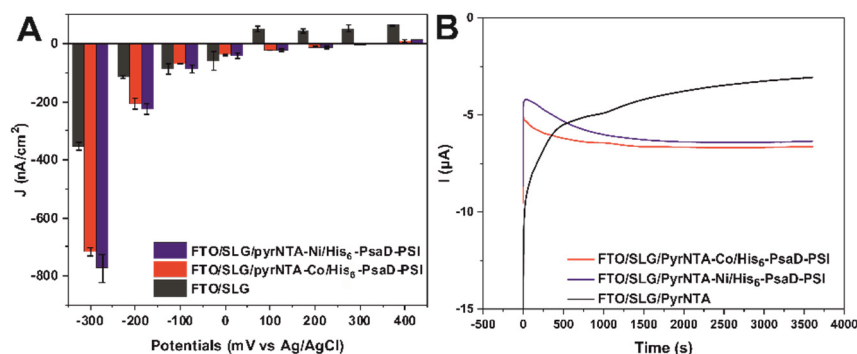 A
0
-200
-400
-600
-800
J (nA/cm²)
FTO/SLG/pyrNTA-Ni/His₆-PsaD-PSI
FTO/SLG/pyrNTA-Co/His₆-PsaD-PSI
FTO/SLG
-300 -200 -100 0 100 200 300 400
Potentials (mV vs Ag/AgCl)
B
0
-5
-10
-15
I (µA)
FTO/SLG/PyrNTA-Co/His₆-PsaD-PSI
FTO/SLG/PyrNTA-Ni/His₆-PsaD-PSI
FTO/SLG/PyrNTA
-500 0 500 1000 1500 2000 2500 3000 3500 4000
Time (s)